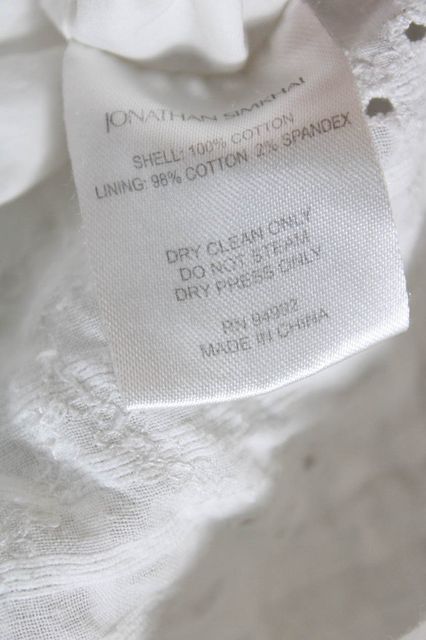 JONATHAN SIMKHAI
SHELL: 100% COTTON
LINING: 98% COTTON 2% SPANDEX
DRY CLEAN ONLY
DO NOT STEAM
DRY PRESS ONLY
RN 94992
MADE IN CHINA